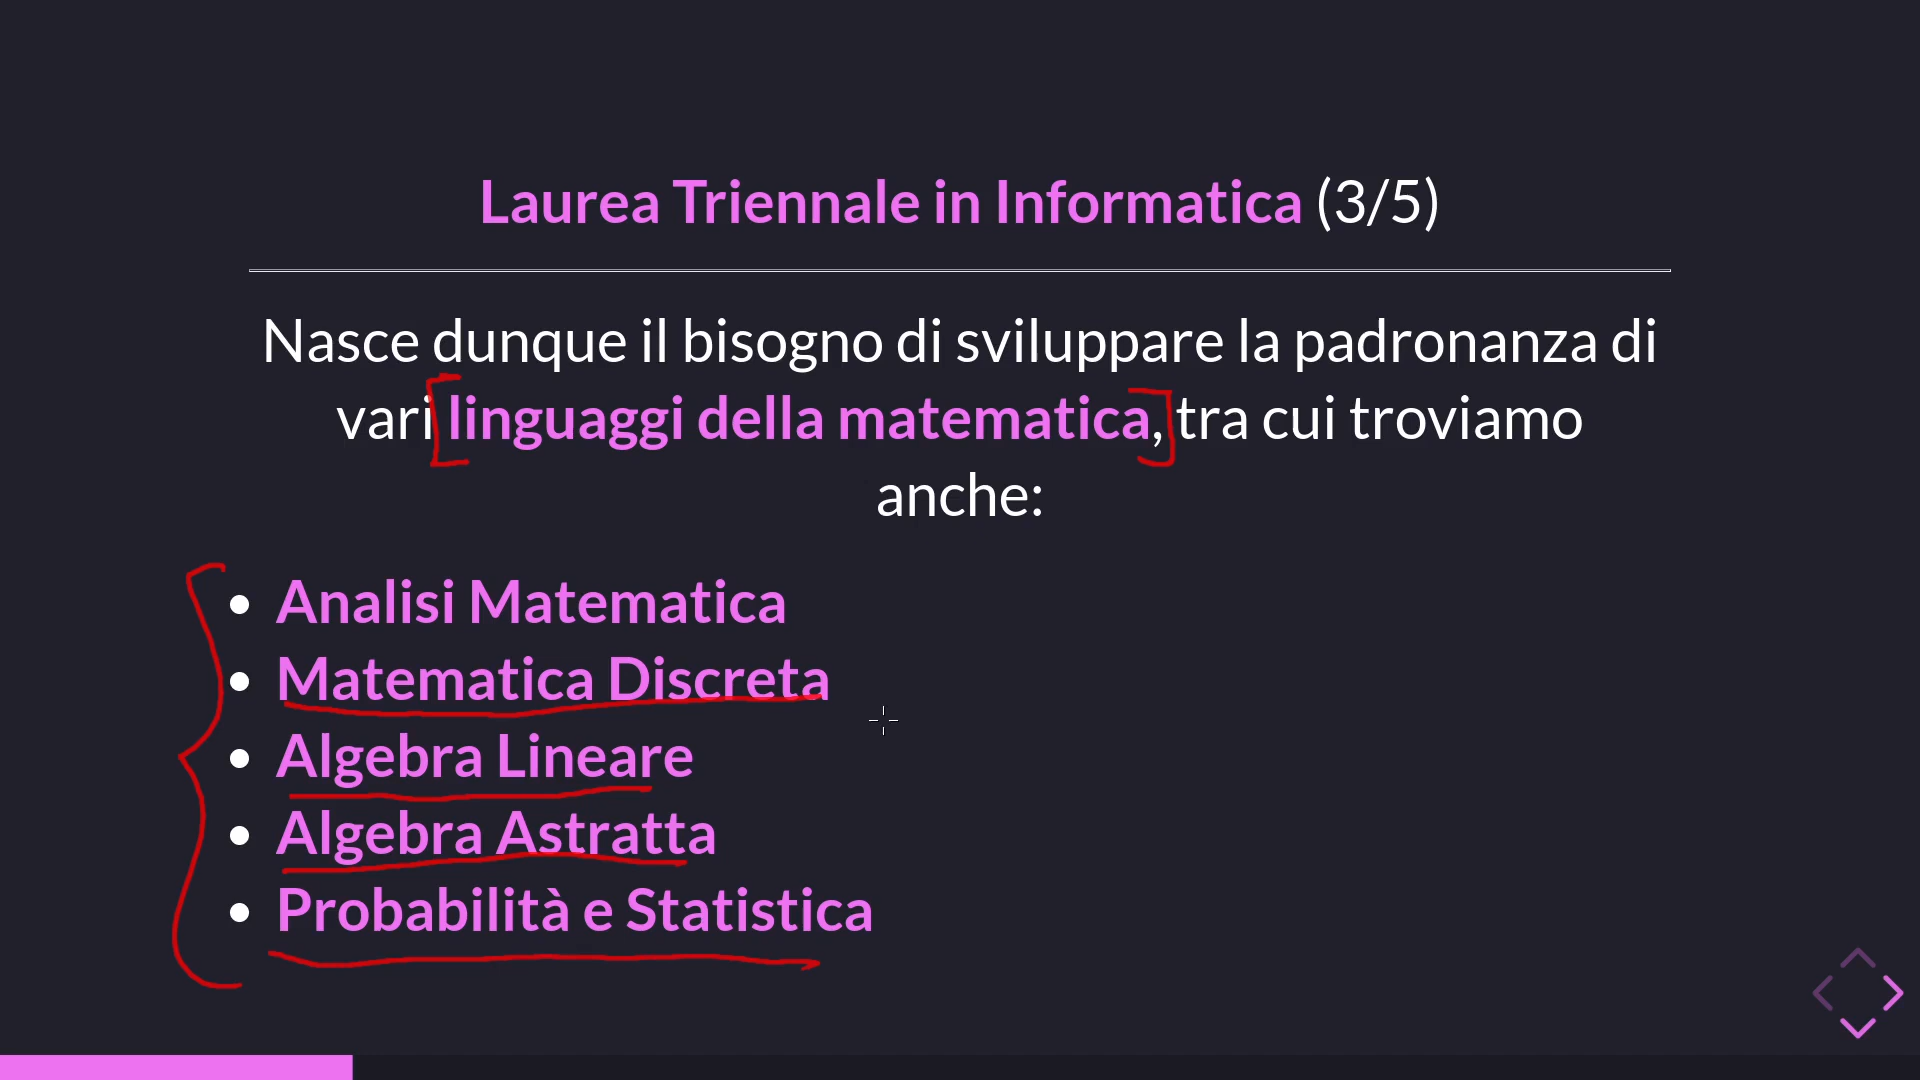 Laurea Triennale in Informatica (3/5)
Nasce dunque il bisogno di sviluppare la padronanza di
vari linguaggi della matematica, tra cui troviamo
anche:
• Analisi Matematica
• Matematica Discreta
• Algebra Lineare
• Algebra Astratta
• Probabilità e Statistica